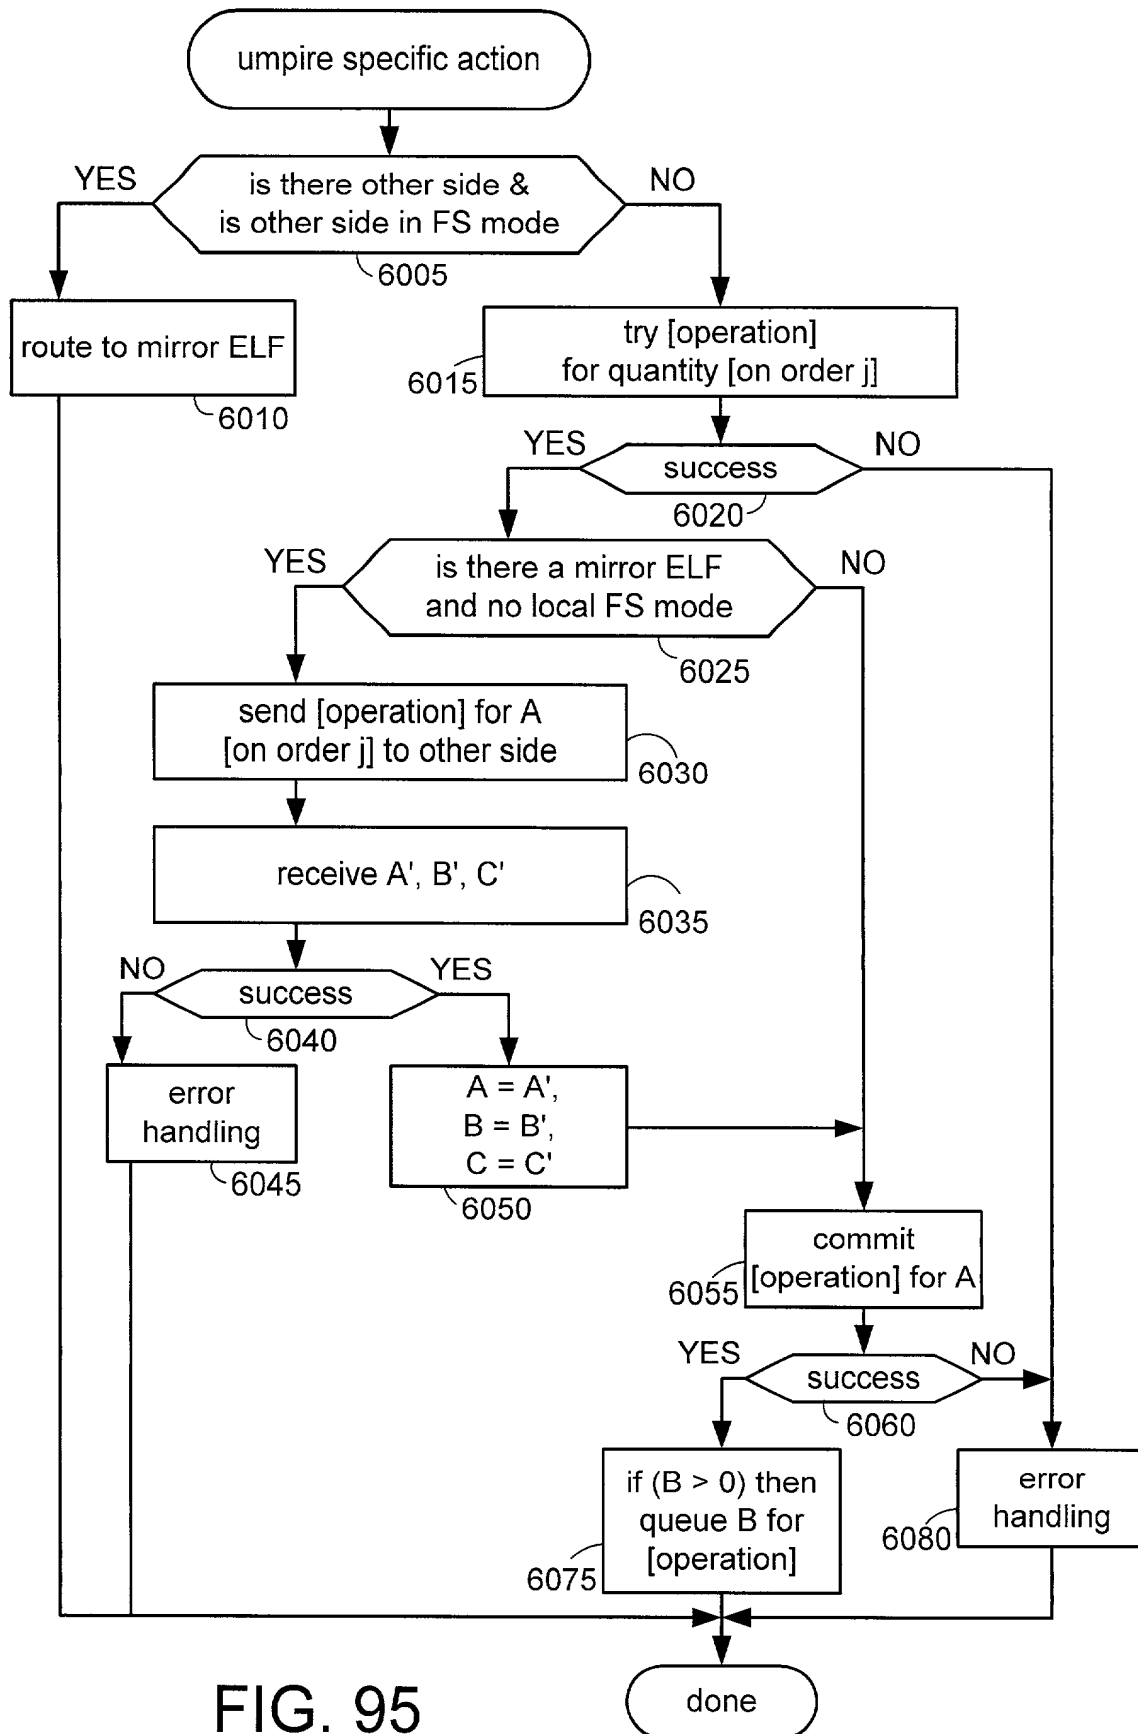 umpire specific action
YES
is there other side &
is other side in FS mode
NO
6005
route to mirror ELF
6010
try [operation]
for quantity [on order j]
6015
YES
success
NO
6020
YES
is there a mirror ELF
and no local FS mode
NO
6025
send [operation] for A
[on order j] to other side
6030
receive A', B', C'
6035
NO
success
YES
6040
error
handling
6045
A = A',
B = B',
C = C'
6050
commit
[operation] for A
6055
YES
success
NO
6060
if (B > 0) then
queue B for
[operation]
6075
error
handling
6080
done
FIG. 95